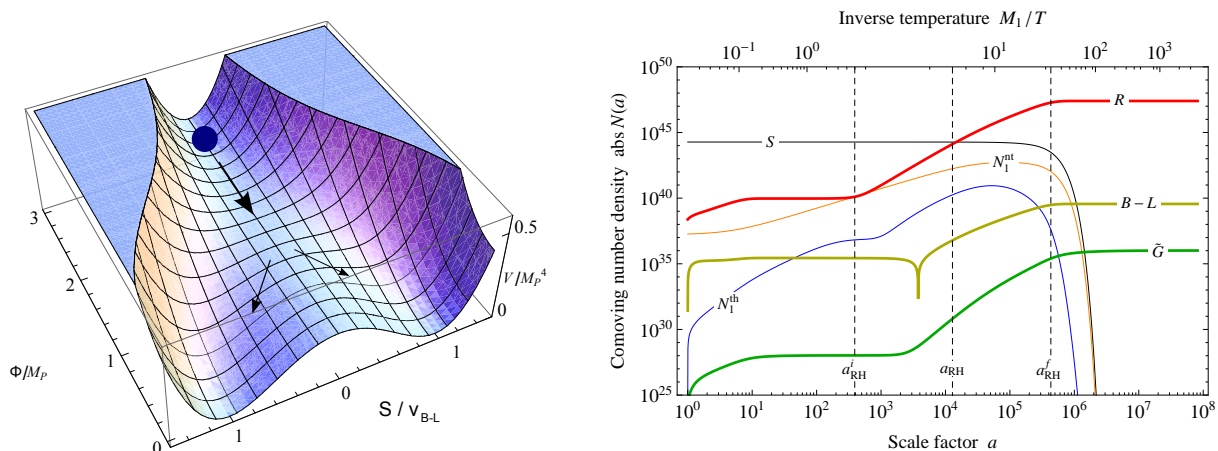 3
2
1
0
Φ/M_P
1
0
1
S / v_B-L
0.5
V/M_P^4
0
Inverse temperature M_1/T
10^-1
10^0
10^1
10^2
10^3
Comoving number density abs N(a)
10^50
10^45
10^40
10^35
10^30
10^25
R
S
N_1^nt
B-L
N_1^th
G̃
a_RH^i
a_RH
a_RH^f
10^0
10^1
10^2
10^3
10^4
10^5
10^6
10^7
10^8
Scale factor a